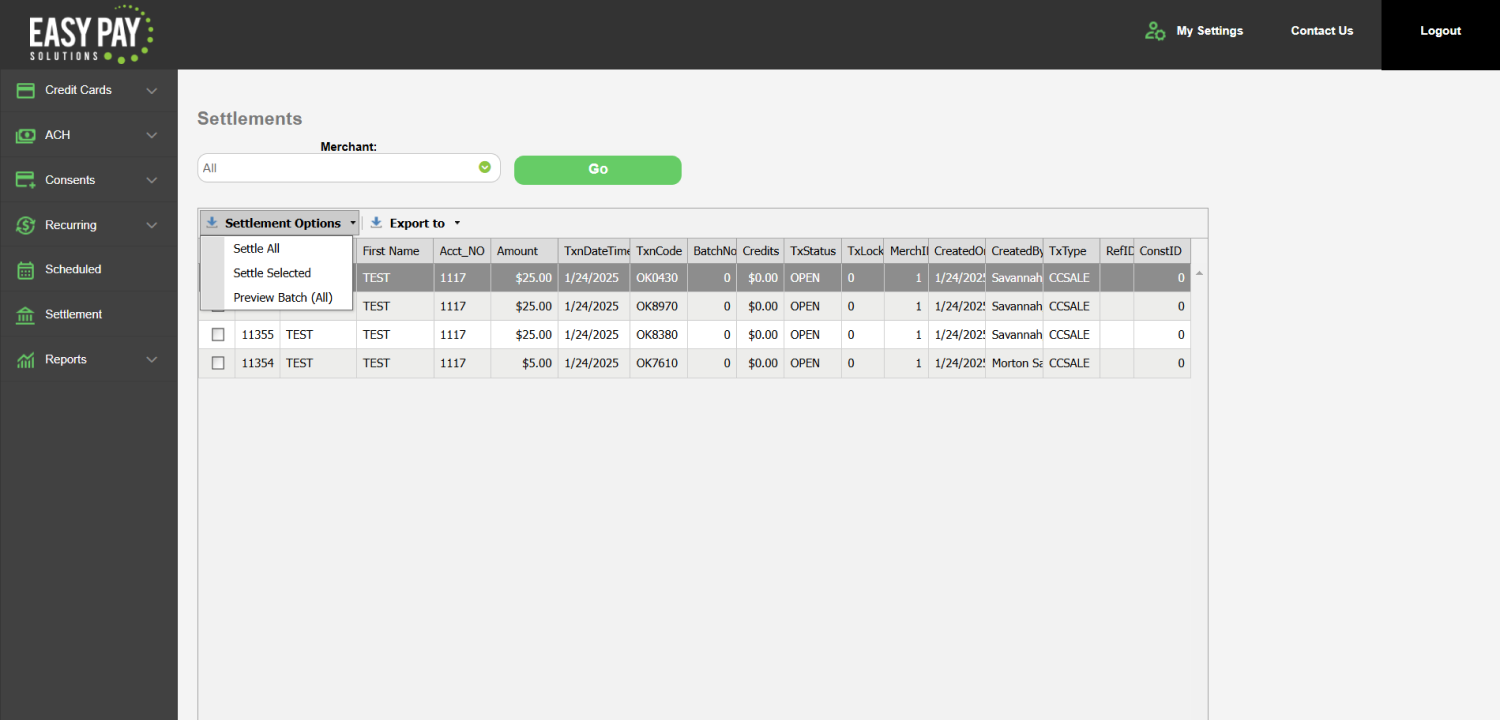 EASY PAY
SOLUTIONS
My Settings
Contact Us
Logout
Credit Cards
ACH
Consents
Recurring
Scheduled
Settlement
Reports
Settlements
Merchant:
All
Go
Settlement Options
Export to
Settle All
Settle Selected
Preview Batch (All)
First Name Acct_NO Amount TxnDateTime TxnCode BatchNo Credits TxStatus TxLock MerchI CreatedO CreatedBy TxType RefID ConstID
TEST 1117 $25.00 1/24/2025 OK0430 0 $0.00 OPEN 0 1 1/24/202 Savannah CCSALE 0
TEST 1117 $25.00 1/24/2025 OK8970 0 $0.00 OPEN 0 1 1/24/202 Savannah CCSALE 0
11355 TEST TEST 1117 $25.00 1/24/2025 OK8380 0 $0.00 OPEN 0 1 1/24/202 Savannah CCSALE 0
11354 TEST TEST 1117 $5.00 1/24/2025 OK7610 0 $0.00 OPEN 0 1 1/24/202 Morton Sa CCSALE 0